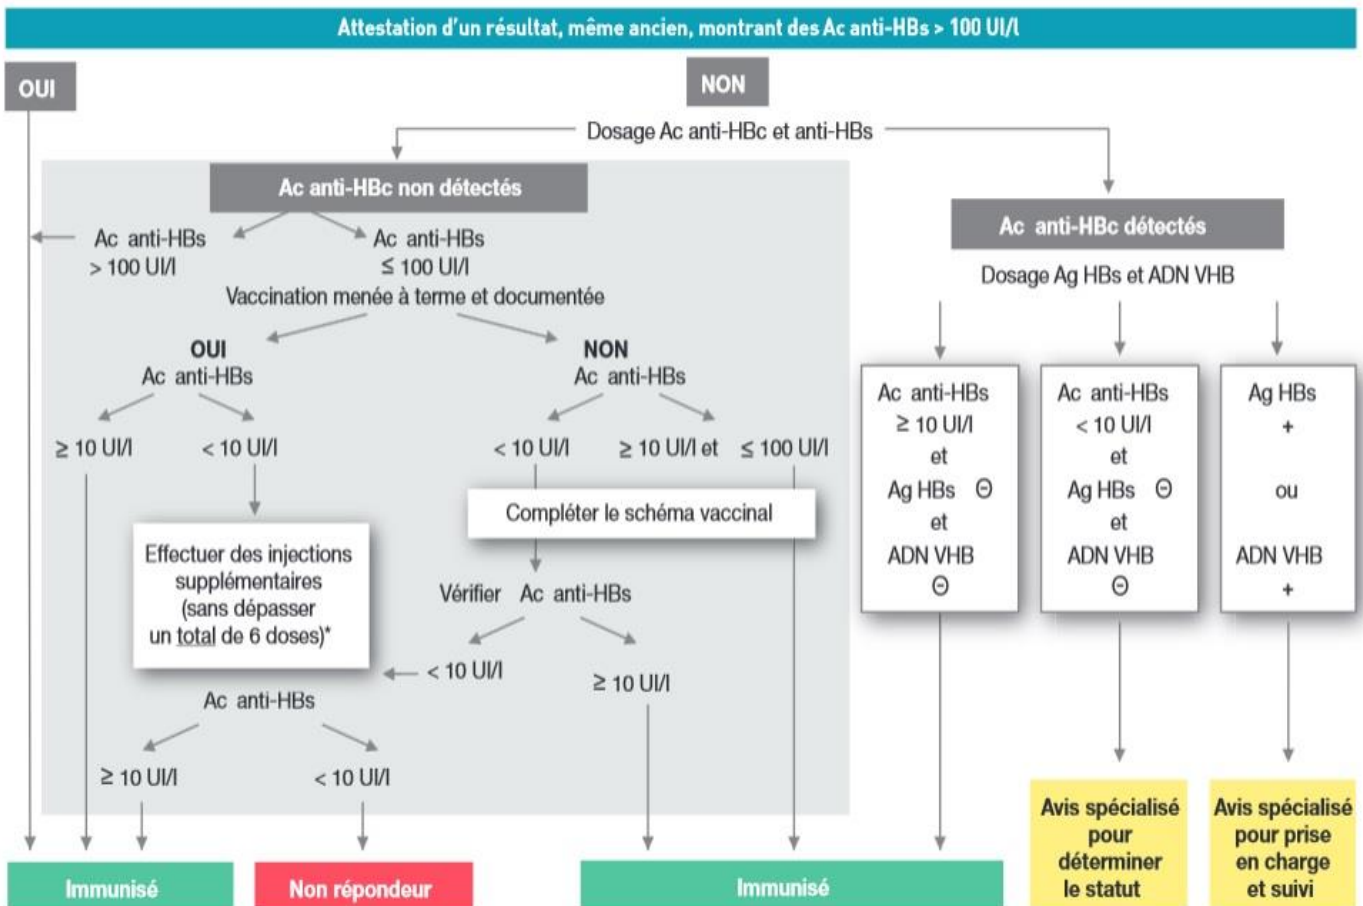 Attestation d'un résultat, même ancien, montrant des Ac anti-HBs > 100 UI/l
OUI
NON
Dosage Ac anti-HBc et anti-HBs
Ac anti-HBc non détectés
Ac anti-HBs
> 100 UI/l
Ac anti-HBs
≤ 100 UI/l
Vaccination menée à terme et documentée
OUI
Ac anti-HBs
NON
Ac anti-HBs
≥ 10 UI/l
< 10 UI/l
< 10 UI/l
≥ 10 UI/l et
≤ 100 UI/l
Effectuer des injections
supplémentaires
(sans dépasser
un total de 6 doses)*
Compléter le schéma vaccinal
Vérifier Ac anti-HBs
< 10 UI/l
≥ 10 UI/l
Ac anti-HBs
≥ 10 UI/l
< 10 UI/l
Ac anti-HBc détectés
Dosage Ag HBs et ADN VHB
Ac anti-HBs
≥ 10 UI/l
et
Ag HBs ⊖
et
ADN VHB
⊖
Ac anti-HBs
< 10 UI/l
et
Ag HBs ⊖
et
ADN VHB
⊖
Ag HBs
+
ou
ADN VHB
+
Immunisé
Non répondeur
Immunisé
Avis spécialisé
pour
déterminer
le statut
Avis spécialisé
pour prise
en charge
et suivi